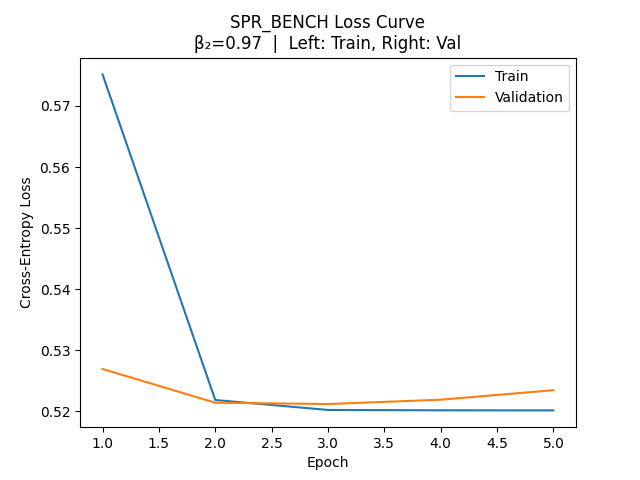 SPR_BENCH Loss Curve
β₂=0.97 | Left: Train, Right: Val
Train
Validation
Cross-Entropy Loss
0.57
0.56
0.55
0.54
0.53
0.52
1.0 1.5 2.0 2.5 3.0 3.5 4.0 4.5 5.0
Epoch